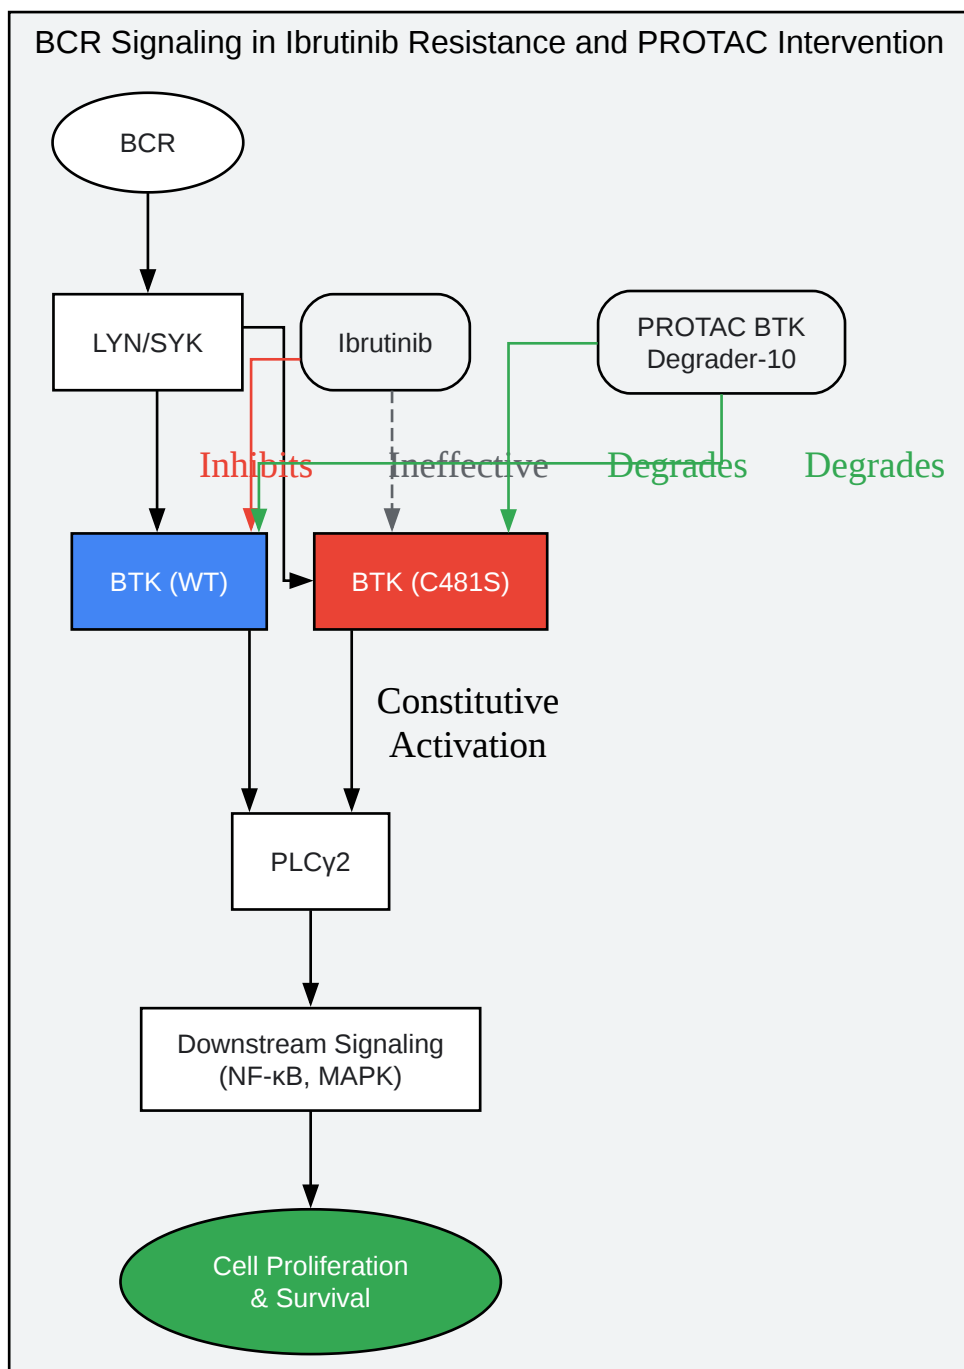 BCR Signaling in Ibrutinib Resistance and PROTAC Intervention
BCR
LYN/SYK
Ibrutinib
PROTAC BTK
Degrader-10
Inhibits
Ineffective
Degrades
Degrades
BTK (WT)
BTK (C481S)
Constitutive
Activation
PLCγ2
Downstream Signaling
(NF-κB, MAPK)
Cell Proliferation
& Survival